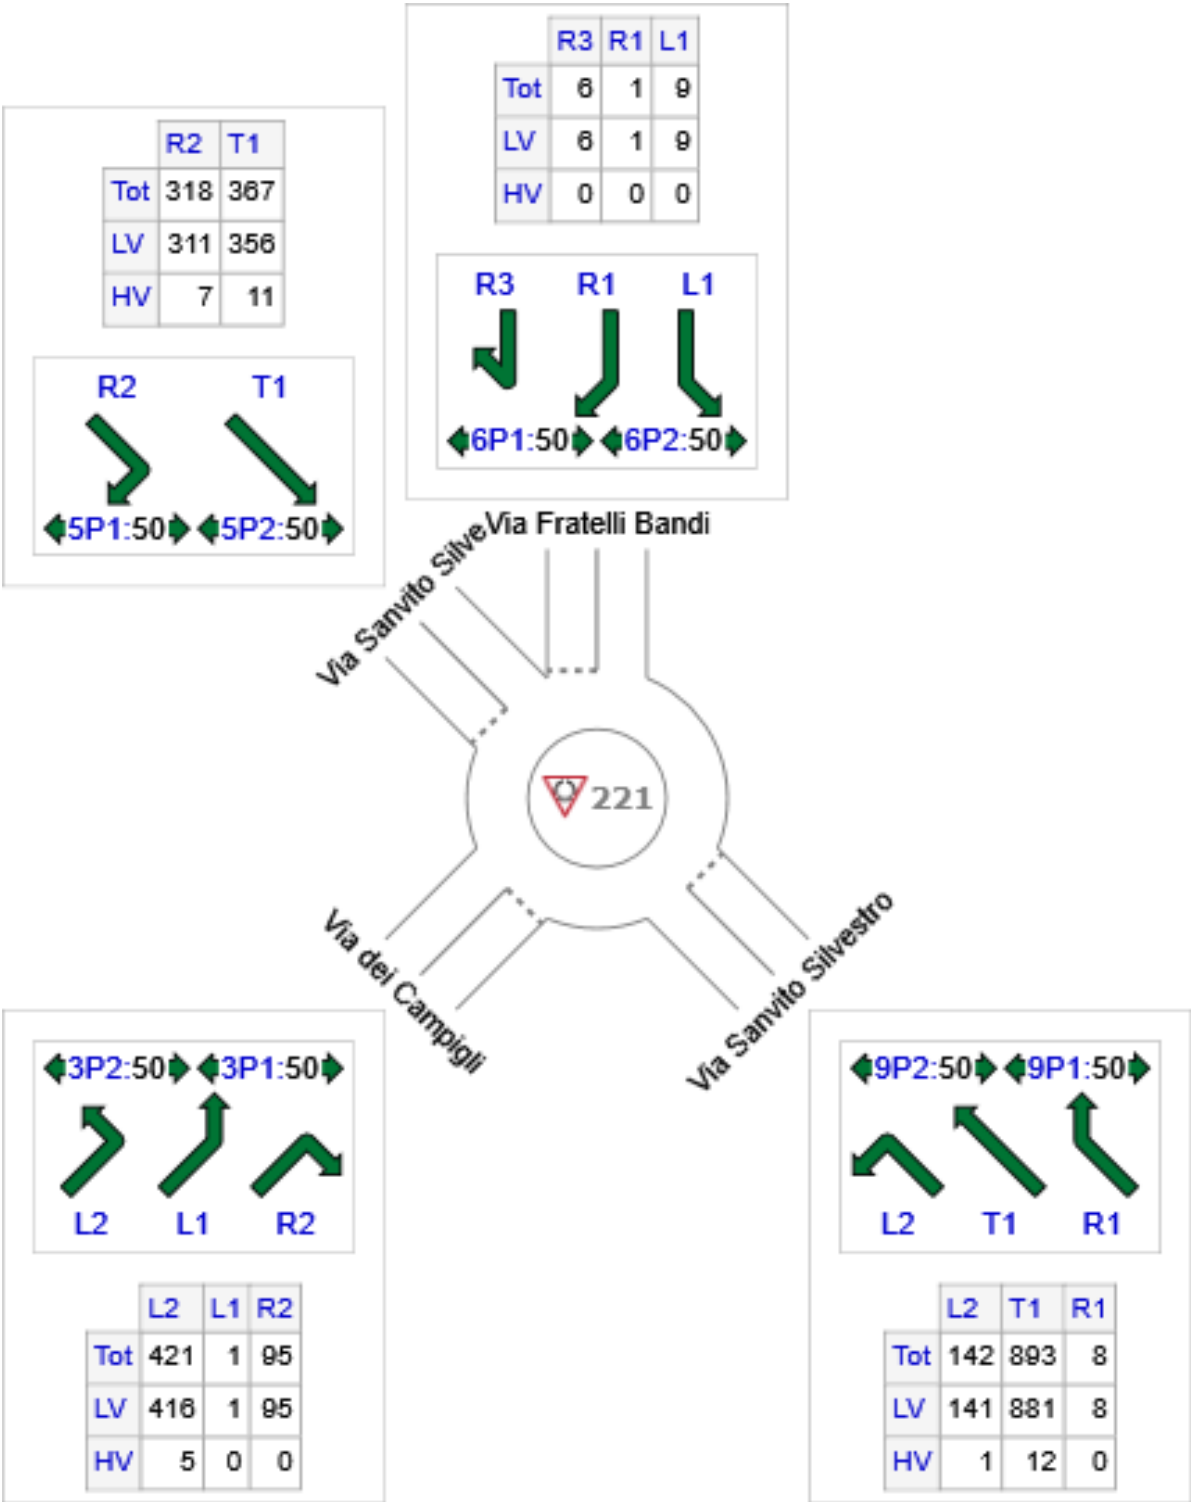 R3 R1 L1
Tot 6 1 9
LV 6 1 9
HV 0 0 0
R3 R1 L1
6P1:50 6P2:50
R2 T1
Tot 318 367
LV 311 356
HV 7 11
R2 T1
5P1:50 5P2:50
Via Fratelli Bandi
Via Sanvito Silve
221
Via dei Campigli
Via Sanvito Silvestro
3P2:50 3P1:50
L2 L1 R2
L2 L1 R2
Tot 421 1 95
LV 416 1 95
HV 5 0 0
9P2:50 9P1:50
L2 T1 R1
L2 T1 R1
Tot 142 893 8
LV 141 881 8
HV 1 12 0